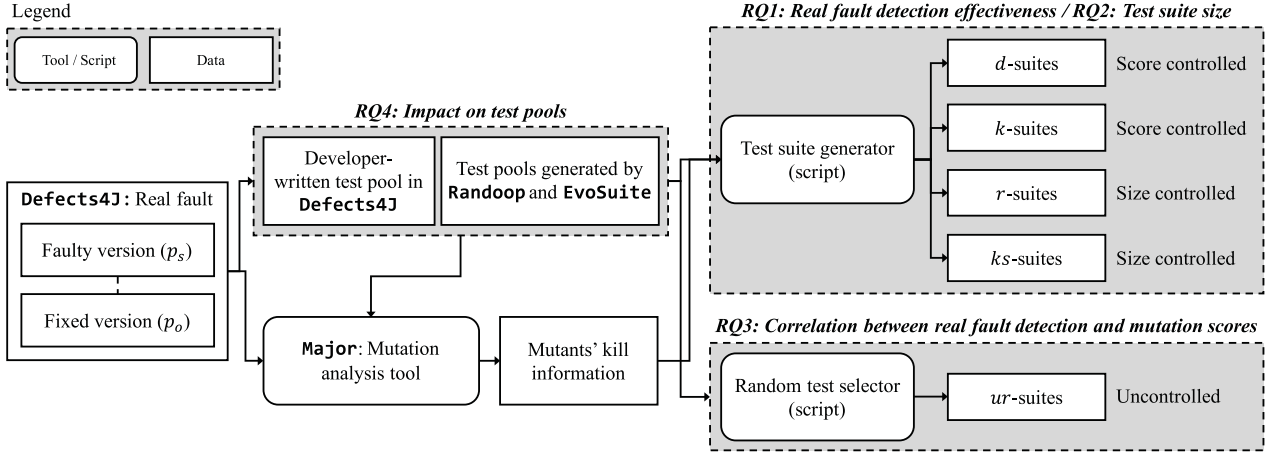 Legend
Tool / Script
Data
RQ4: Impact on test pools
Developer-
written test pool in
Defects4J
Test pools generated by
Randoop and EvoSuite
Defects4J: Real fault
Faulty version (pₛ)
Fixed version (pₒ)
Major: Mutation
analysis tool
Mutants' kill
information
RQ1: Real fault detection effectiveness / RQ2: Test suite size
Test suite generator
(script)
d-suites
Score controlled
k-suites
Score controlled
r-suites
Size controlled
ks-suites
Size controlled
RQ3: Correlation between real fault detection and mutation scores
Random test selector
(script)
ur-suites
Uncontrolled